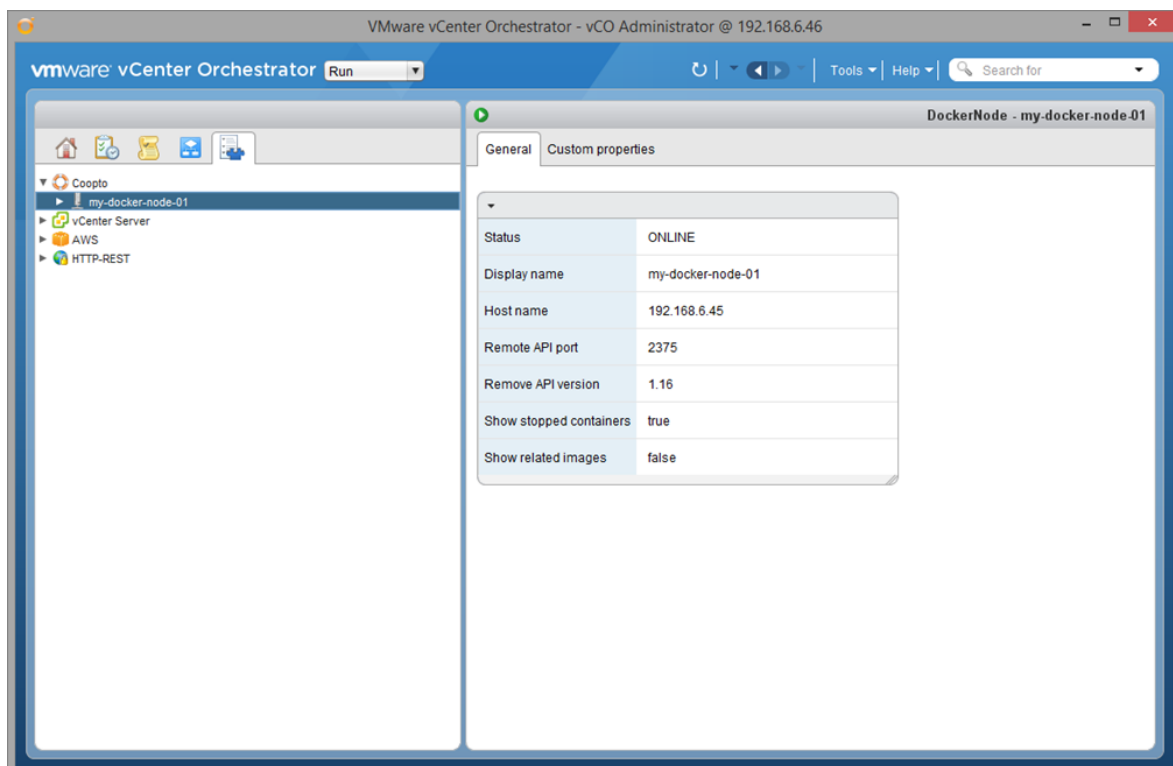 VMware vCenter Orchestrator - vCO Administrator @ 192.168.6.46
vmware vCenter Orchestrator Run Tools Help Search for
DockerNode - my-docker-node-01
General Custom properties
Coopto
my-docker-node-01
vCenter Server
AWS
HTTP-REST
Status ONLINE
Display name my-docker-node-01
Host name 192.168.6.45
Remote API port 2375
Remove API version 1.16
Show stopped containers true
Show related images false